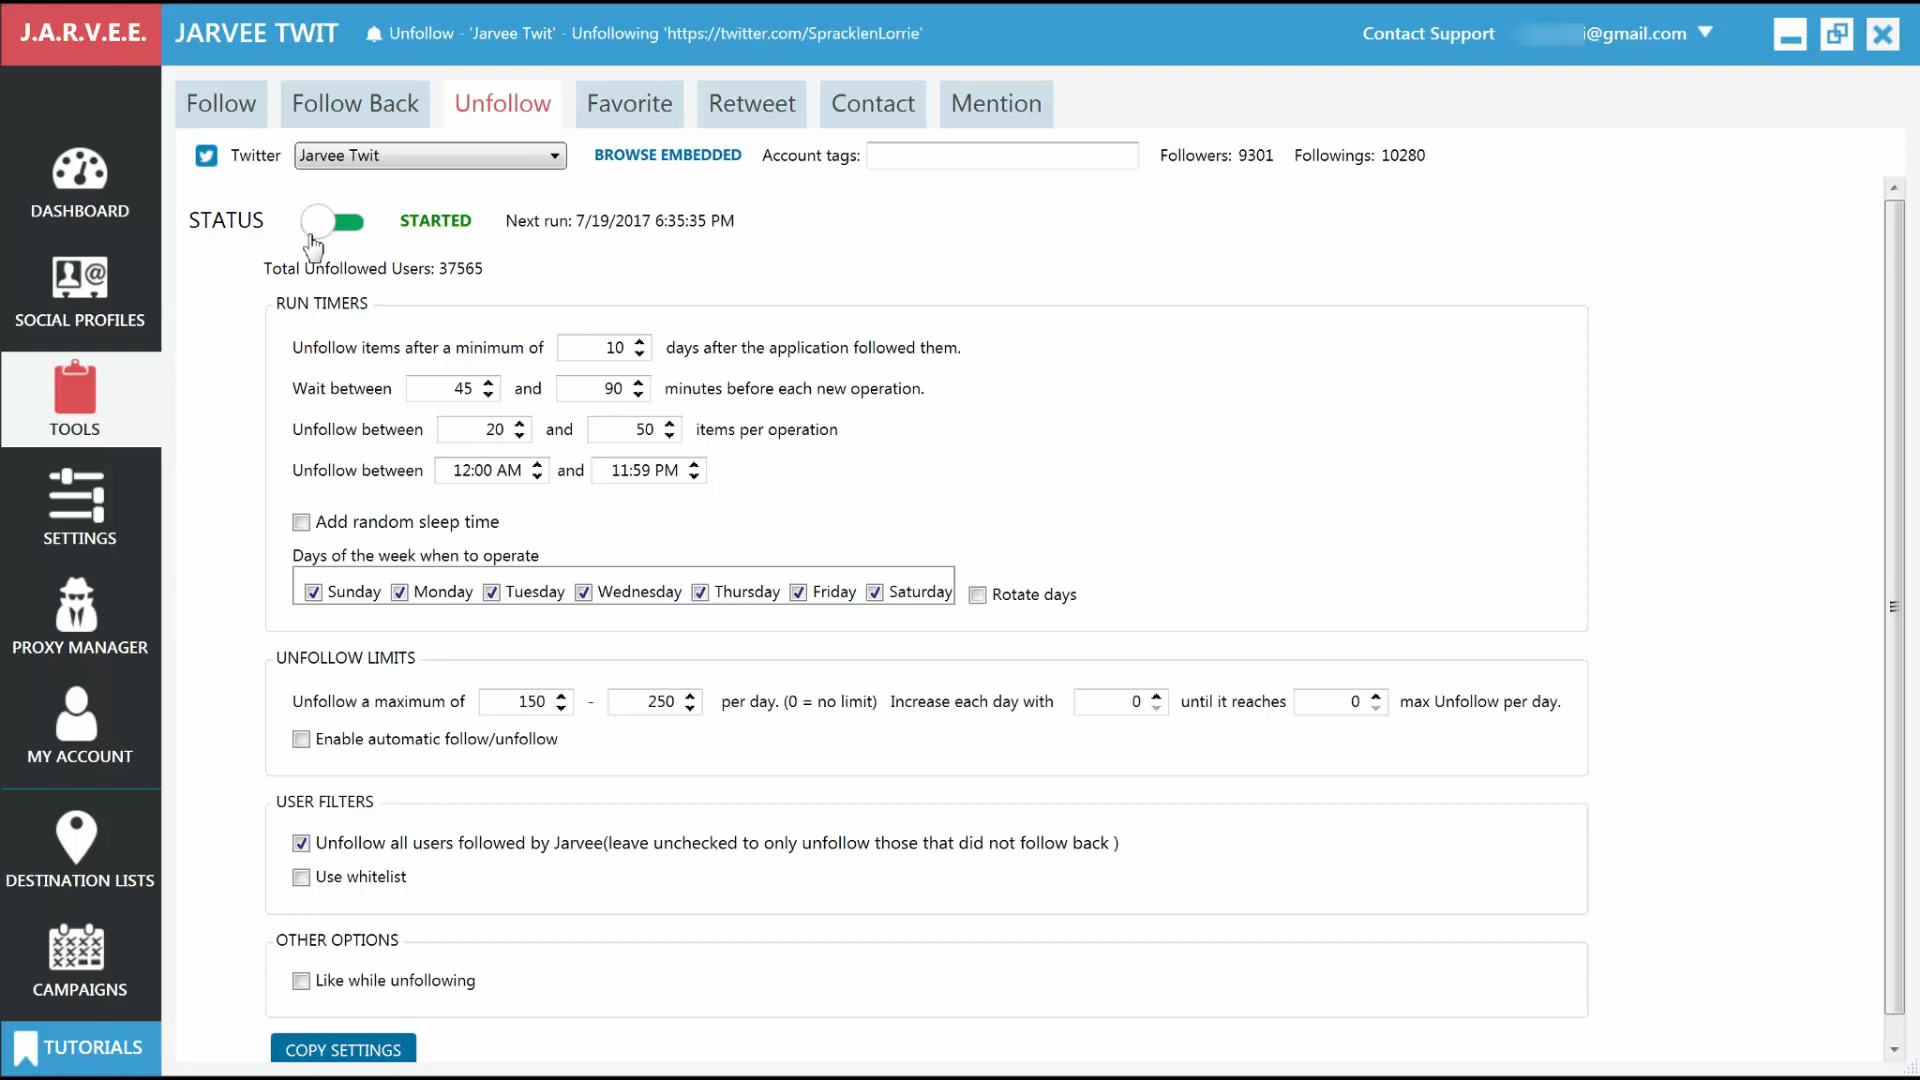 J.A.R.V.E.E. JARVEE TWIT Unfollow - 'Jarvee Twit' - Unfollowing 'https://twitter.com/SpracklenLorrie' Contact Support i@gmail.com
Follow Follow Back Unfollow Favorite Retweet Contact Mention
Twitter Jarvee Twit BROWSE EMBEDDED Account tags: Followers: 9301 Followings: 10280
DASHBOARD
SOCIAL PROFILES
TOOLS
SETTINGS
PROXY MANAGER
MY ACCOUNT
DESTINATION LISTS
CAMPAIGNS
TUTORIALS
STATUS STARTED Next run: 7/19/2017 6:35:35 PM
Total Unfollowed Users: 37565
RUN TIMERS
Unfollow items after a minimum of 10 days after the application followed them.
Wait between 45 and 90 minutes before each new operation.
Unfollow between 20 and 50 items per operation
Unfollow between 12:00 AM and 11:59 PM
Add random sleep time
Days of the week when to operate
Sunday Monday Tuesday Wednesday Thursday Friday Saturday Rotate days
UNFOLLOW LIMITS
Unfollow a maximum of 150 - 250 per day. (0 = no limit) Increase each day with 0 until it reaches 0 max Unfollow per day.
Enable automatic follow/unfollow
USER FILTERS
Unfollow all users followed by Jarvee(leave unchecked to only unfollow those that did not follow back )
Use whitelist
OTHER OPTIONS
Like while unfollowing
COPY SETTINGS